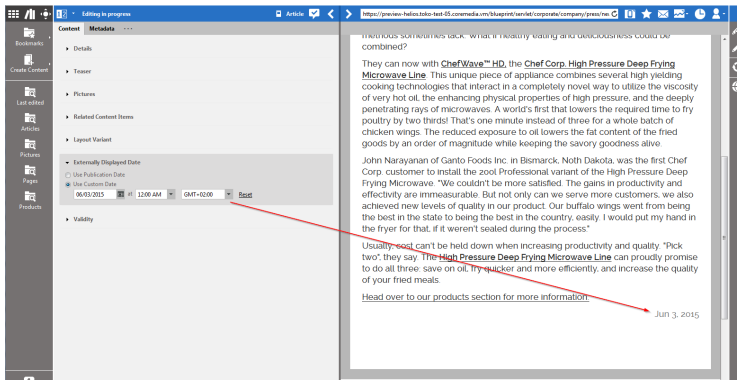 Editing in progress
Article
https://preview-helios.toko-test-05.coremedia.vm/blueprint/servlet/corporate/company/press/ne
Bookmarks
Create Content
Last edited
Articles
Pictures
Pages
Products
Content Metadata
Details
Teaser
Pictures
Related Content Items
Layout Variant
Externally Displayed Date
Use Publication Date
Use Custom Date
06/03/2015 at 12:00 AM GMT+02:00 Reset
Validity
methods sometimes lack. What if healthy eating and deliciousness could be
combined?
They can now with ChefWave™ HD, the Chef Corp. High Pressure Deep Frying
Microwave Line. This unique piece of appliance combines several high yielding
cooking technologies that interact in a completely novel way to utilize the viscosity
of very hot oil, the enhancing physical properties of high pressure, and the deeply
penetrating rays of microwaves. A world's first that lowers the required time to fry
poultry by two thirds! That's one minute instead of three for a whole batch of
chicken wings. The reduced exposure to oil lowers the fat content of the fried
goods by an order of magnitude while keeping the savory goodness alive.
John Narayanan of Ganto Foods Inc. in Bismarck, Noth Dakota, was the first Chef
Corp. customer to install the 200l Professional variant of the High Pressure Deep
Frying Microwave. "We couldn't be more satisfied. The gains in productivity and
effectivity are immeasurable. But not only can we serve more customers, we also
achieved new levels of quality in our product. Our buffalo wings went from being
the best in the state to being the best in the country, easily. I would put my hand in
the fryer for that, if it weren't sealed during the process."
Usually, cost can't be held down when increasing productivity and quality. "Pick
two", they say. The High Pressure Deep Frying Microwave Line can proudly promise
to do all three: save on oil, fry quicker and more efficiently, and increase the quality
of your fried meals.
Head over to our products section for more information.
Jun 3, 2015